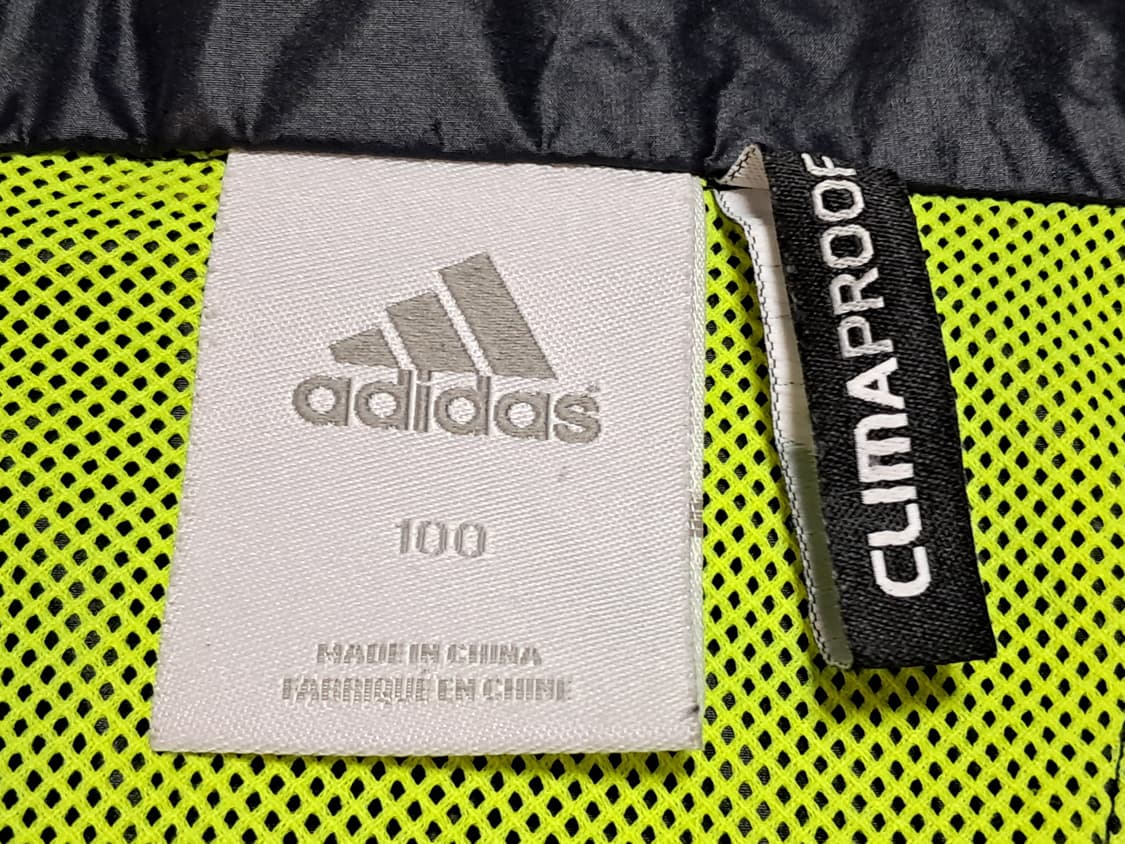 adidas
100
MADE IN CHINA
FABRIQUÉ EN CHINE
CLIMAPROOF